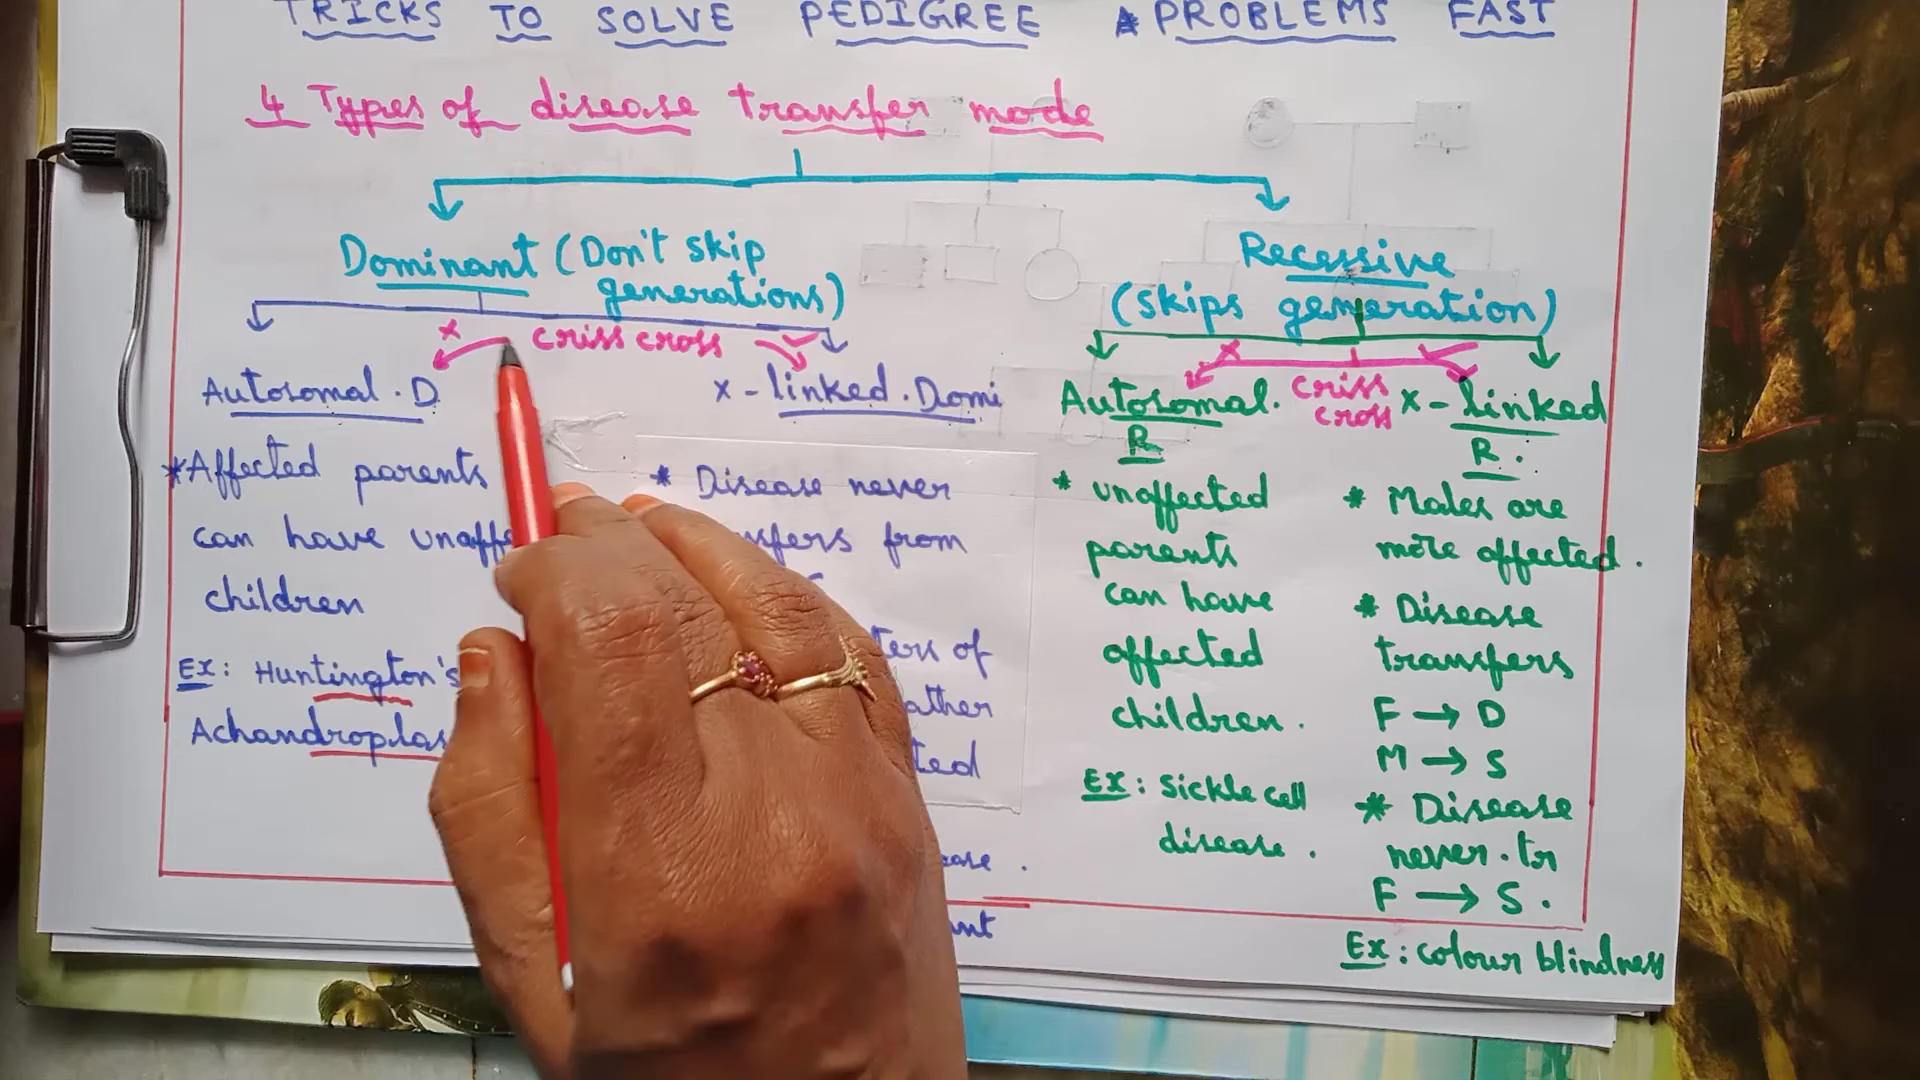 TRICKS TO SOLVE PEDIGREE PROBLEMS FAST
4 Types of disease transfer mode
Dominant (Don't skip
generations)
x criss cross
Autosomal . D
x - linked . Domi
*Affected parents
can have
children
Ex: Huntington's
* Disease never
from
of
Recessive
(skips generation)
x criss
cross
Autosomal.
R
x - linked
R .
* unaffected
parents
can have
affected
children .
Ex : Sickle cell
disease .
* Males are
more affected .
* Disease
transfers
F → D
M → S
* Disease
never . tr
F → S .
Ex : colour blindness